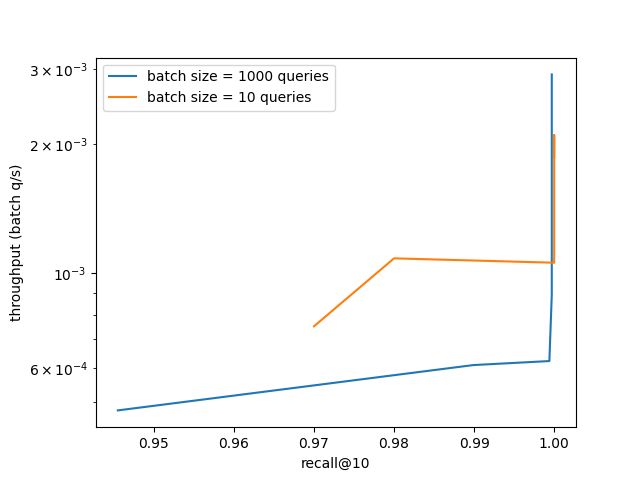 batch size = 1000 queries
batch size = 10 queries
throughput (batch q/s)
3 × 10⁻³
2 × 10⁻³
10⁻³
6 × 10⁻⁴
0.95 0.96 0.97 0.98 0.99 1.00
recall@10